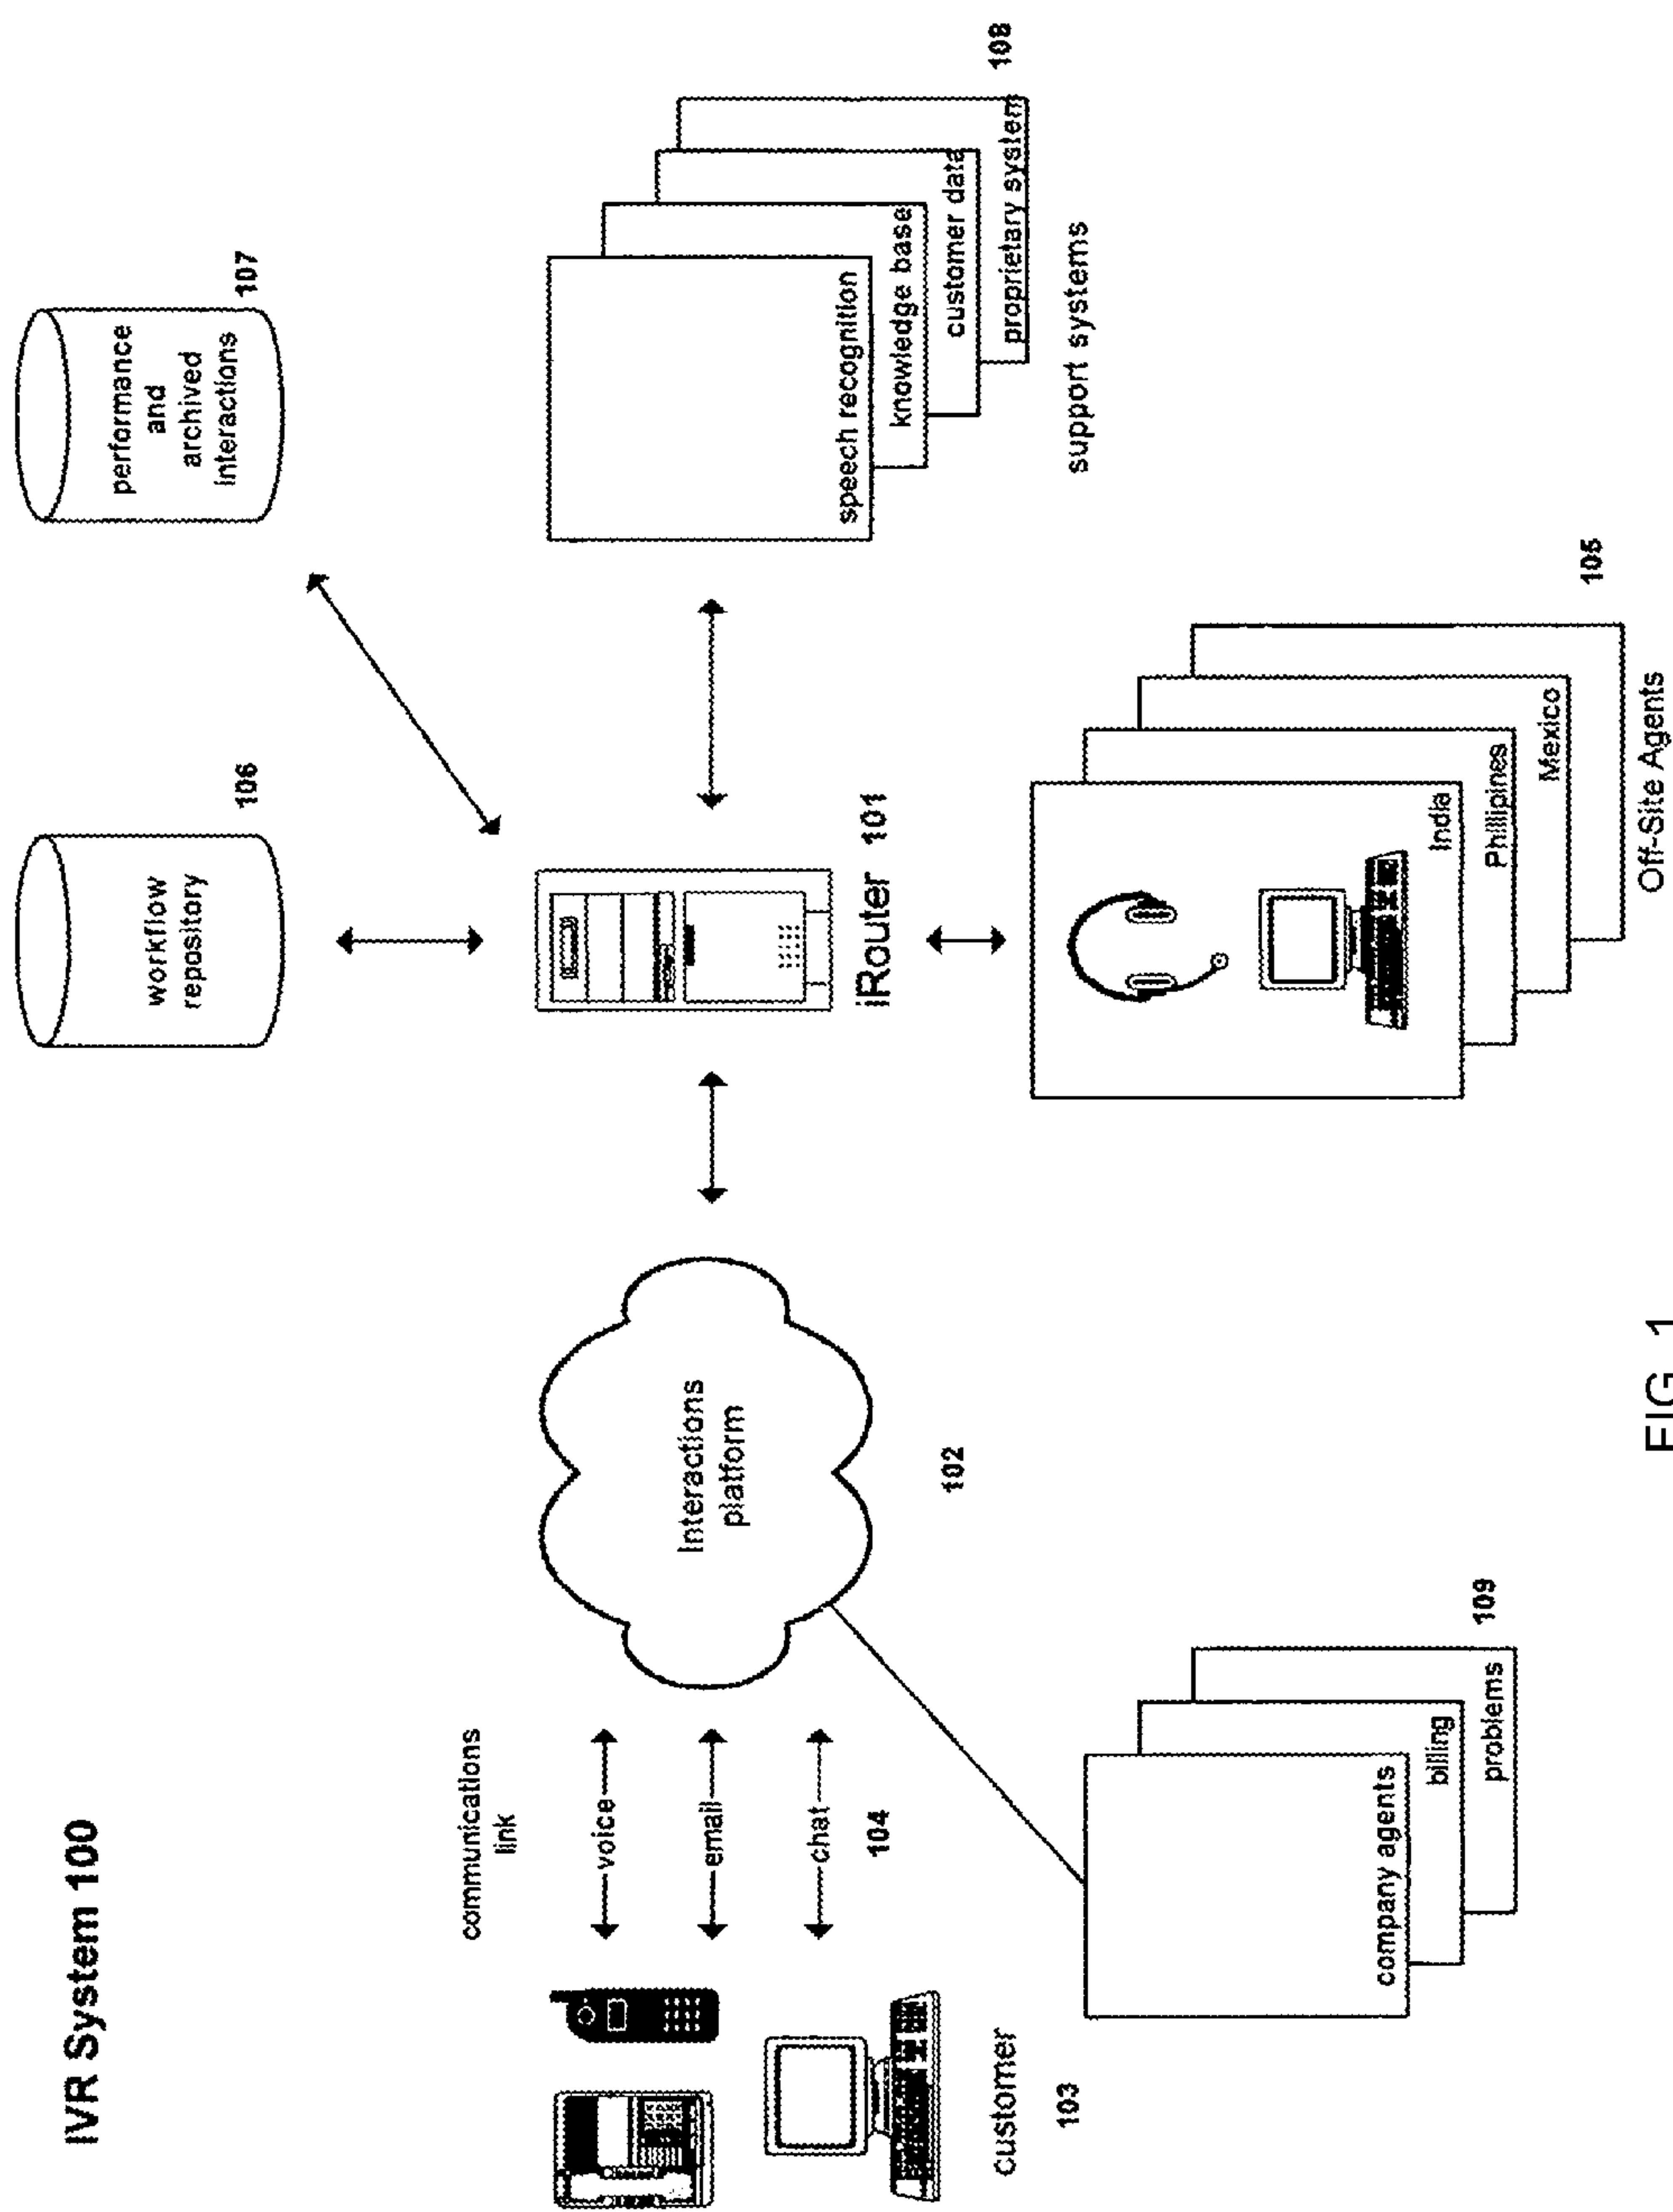 IVR System 100
workflow
repository
106
performance
and
archived
interactions
107
communications
link
voice
email
chat
104
customer
103
Interactions
platform
102
iRouter 101
speech recognition
knowledge base
customer data
proprietary system
108
support systems
company agents
billing
problems
109
India
Phillipines
Mexico
105
Off-Site Agents
FIG. 1